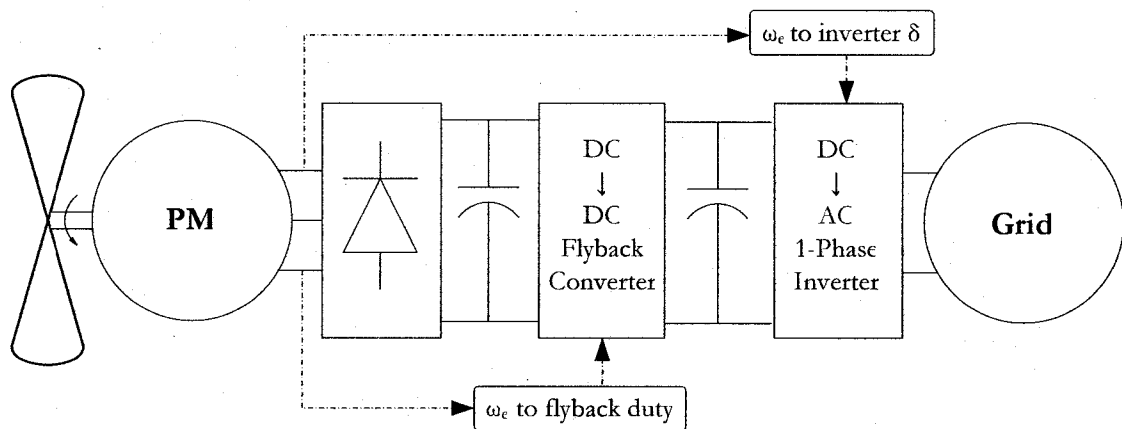 ωe to inverter δ
PM
DC
↓
DC
Flyback
Converter
DC
↓
AC
1-Phase
Inverter
Grid
ωe to flyback duty